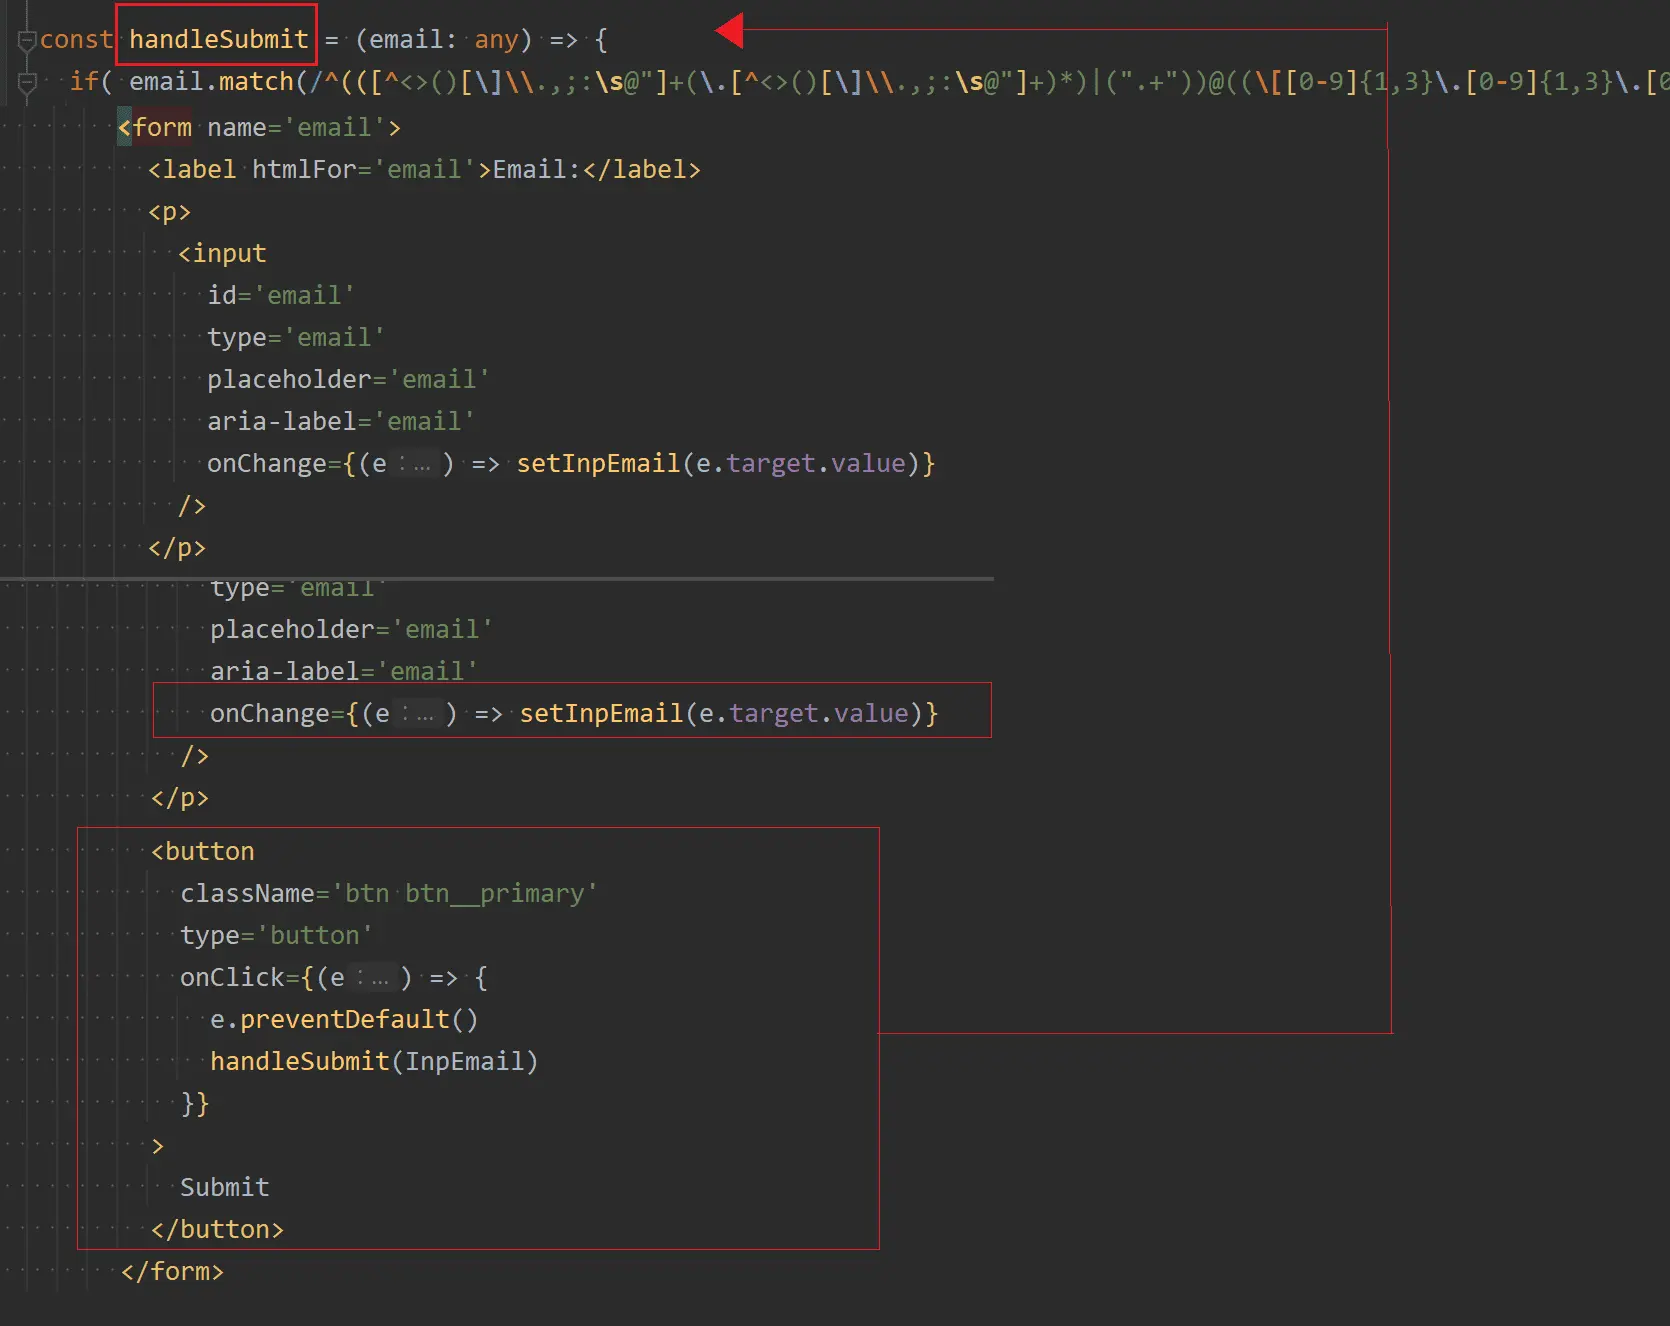 const handleSubmit = (email: any) => {
if( email.match(/^(([^<>()[\]\\.,;:\s@"]+(\.[^<>()[\]\\.,;:\s@"]+)*)|(".+"))@((\[[0-9]{1,3}\.[0-9]{1,3}\.[0
<form name='email'>
<label htmlFor='email'>Email:</label>
<p>
<input
id='email'
type='email'
placeholder='email'
aria-label='email'
onChange={(e:...) => setInpEmail(e.target.value)}
/>
</p>
type='email'
placeholder='email'
aria-label='email'
onChange={(e:...) => setInpEmail(e.target.value)}
/>
</p>
<button
className='btn btn__primary'
type='button'
onClick={(e:...) => {
e.preventDefault()
handleSubmit(InpEmail)
}}
>
Submit
</button>
</form>